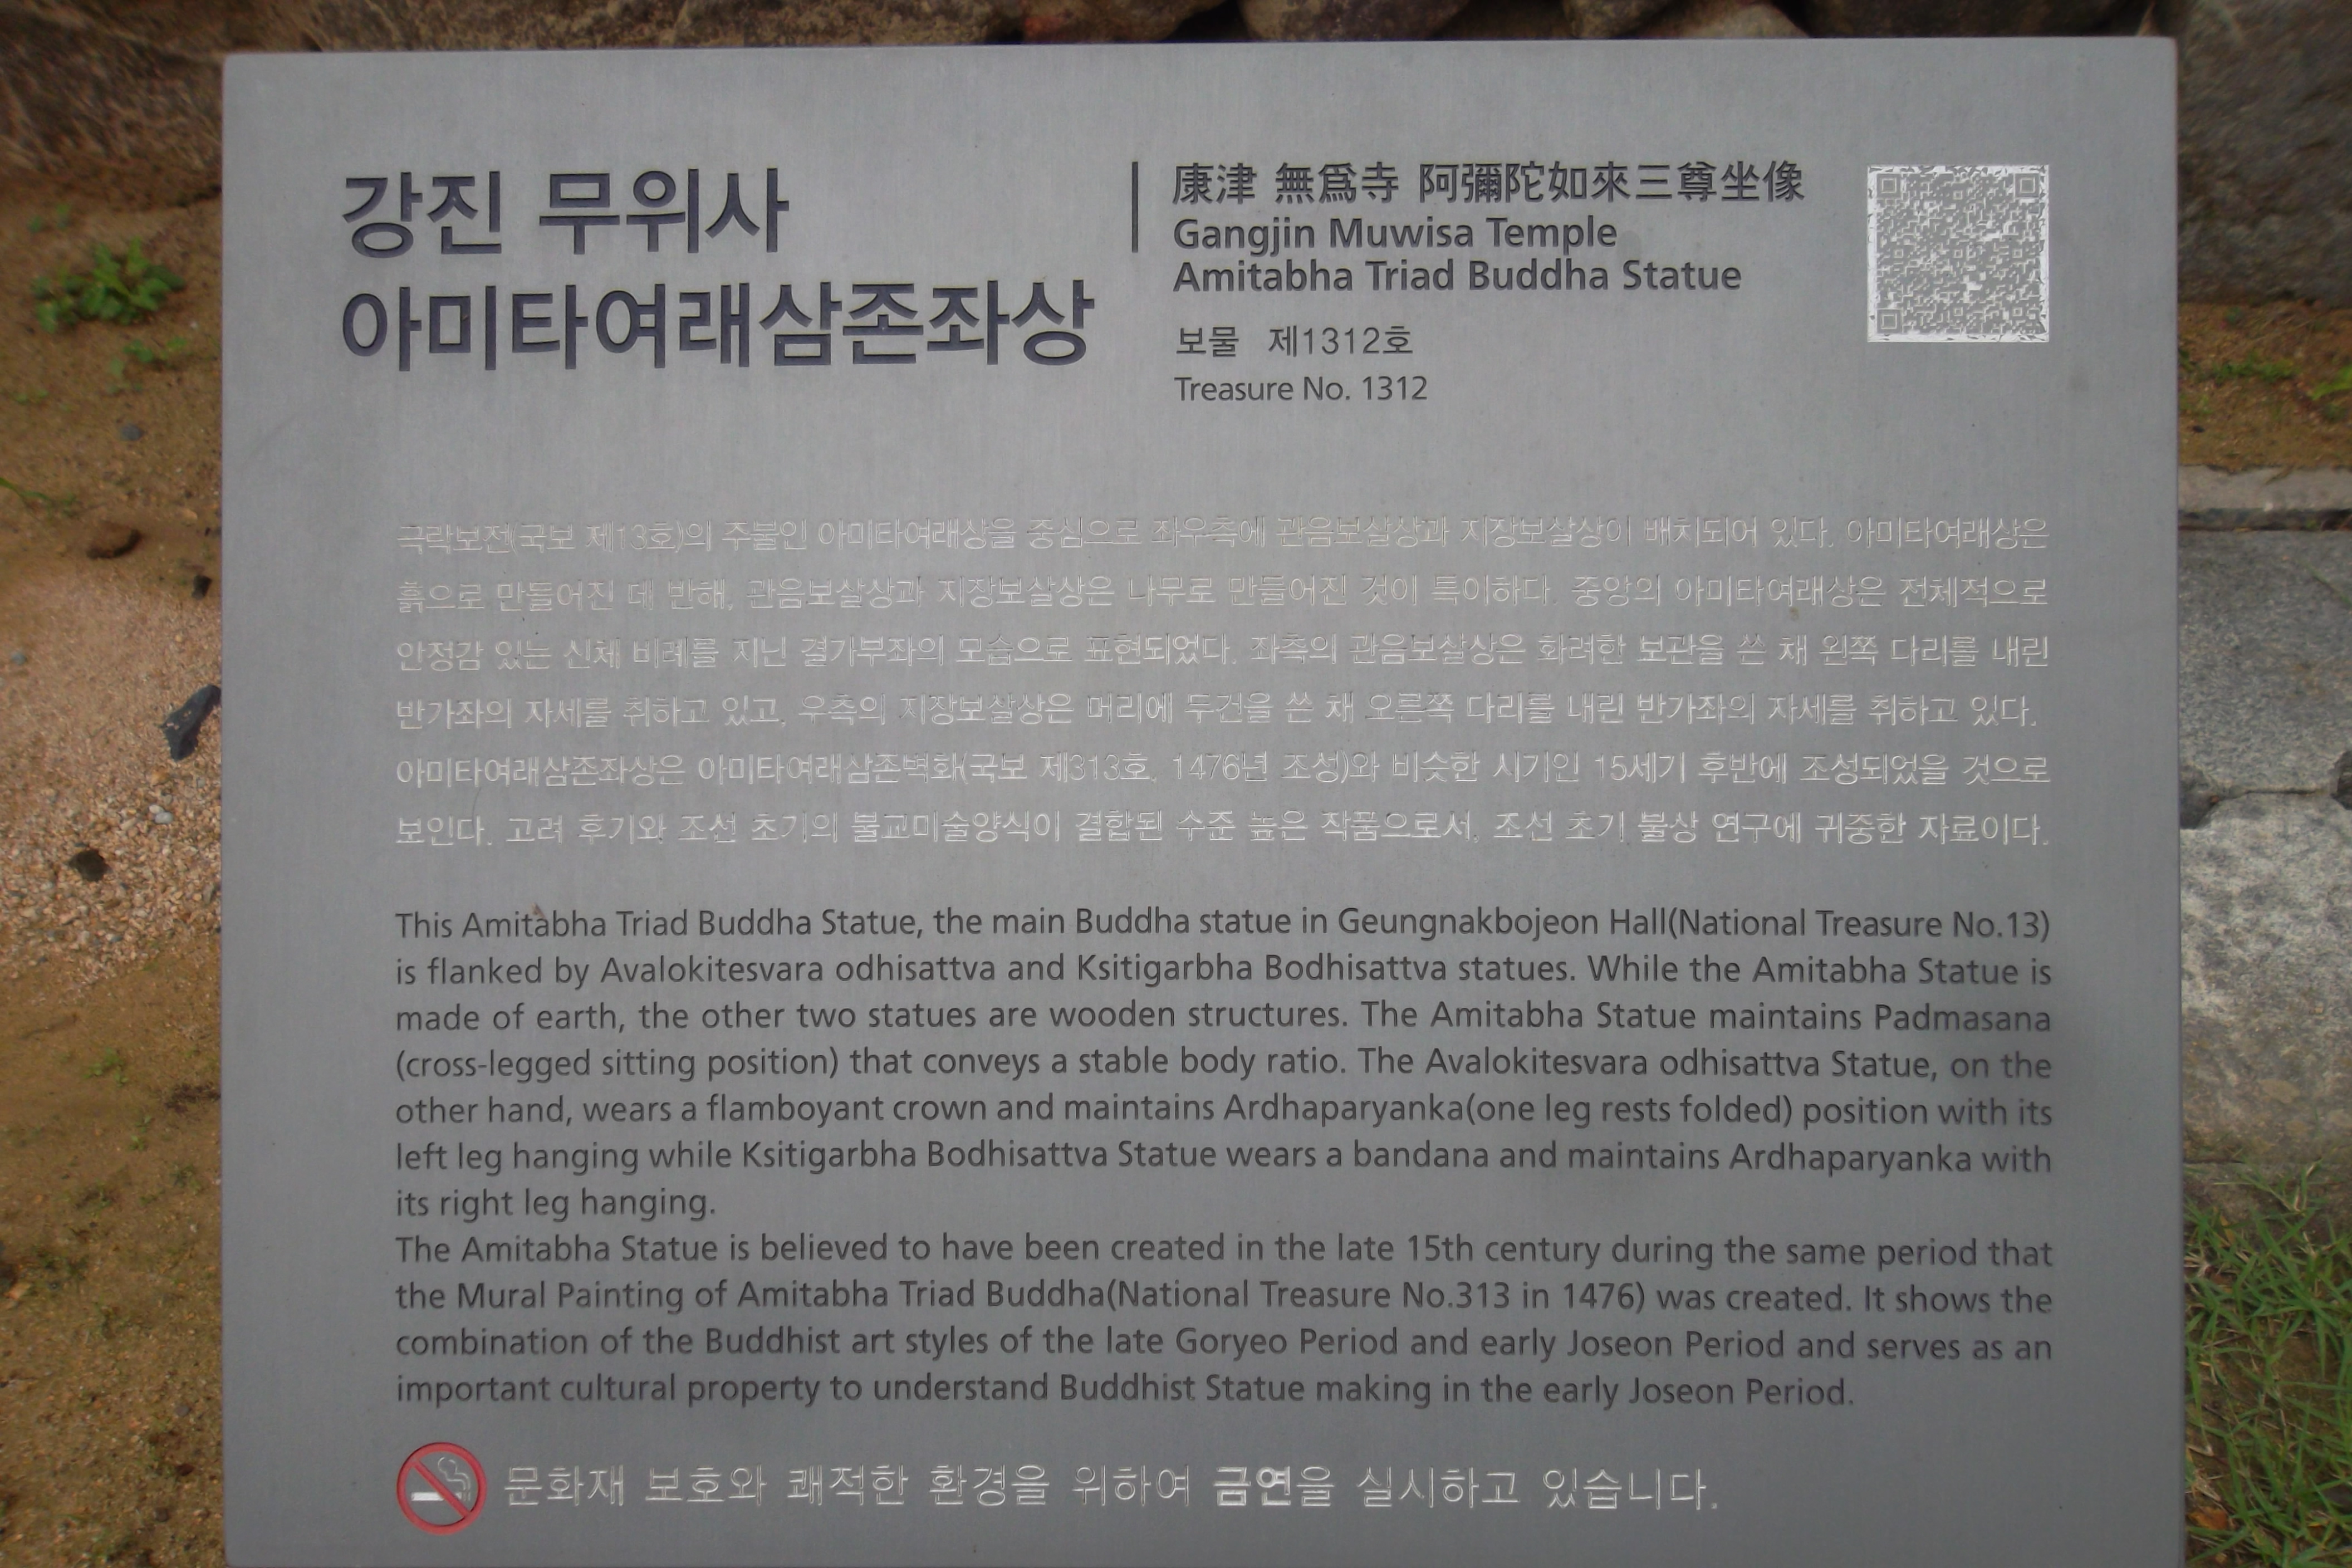 강진 무위사
아미타여래삼존좌상
康津 無爲寺 阿彌陀如來三尊坐像
Gangjin Muwisa Temple
Amitabha Triad Buddha Statue
보물 제1312호
Treasure No. 1312
극락보전(국보 제13호)의 주불인 아미타여래상을 중심으로 좌우측에 관음보살상과 지장보살상이 배치되어 있다. 아미타여래상은
흙으로 만들어진 데 반해, 관음보살상과 지장보살상은 나무로 만들어진 것이 특이하다. 중앙의 아미타여래상은 전체적으로
안정감 있는 신체 비례를 지닌 결가부좌의 모습으로 표현되었다. 좌측의 관음보살상은 화려한 보관을 쓴 채 왼쪽 다리를 내린
반가좌의 자세를 취하고 있고, 우측의 지장보살상은 머리에 두건을 쓴 채 오른쪽 다리를 내린 반가좌의 자세를 취하고 있다.
아미타여래삼존좌상은 아미타여래삼존벽화(국보 제313호, 1476년 조성)와 비슷한 시기인 15세기 후반에 조성되었을 것으로
보인다. 고려 후기와 조선 초기의 불교미술양식이 결합된 수준 높은 작품으로서, 조선 초기 불상 연구에 귀중한 자료이다.
This Amitabha Triad Buddha Statue, the main Buddha statue in Geungnakbojeon Hall(National Treasure No.13)
is flanked by Avalokitesvara odhisattva and Ksitigarbha Bodhisattva statues. While the Amitabha Statue is
made of earth, the other two statues are wooden structures. The Amitabha Statue maintains Padmasana
(cross-legged sitting position) that conveys a stable body ratio. The Avalokitesvara odhisattva Statue, on the
other hand, wears a flamboyant crown and maintains Ardhaparyanka(one leg rests folded) position with its
left leg hanging while Ksitigarbha Bodhisattva Statue wears a bandana and maintains Ardhaparyanka with
its right leg hanging.
The Amitabha Statue is believed to have been created in the late 15th century during the same period that
the Mural Painting of Amitabha Triad Buddha(National Treasure No.313 in 1476) was created. It shows the
combination of the Buddhist art styles of the late Goryeo Period and early Joseon Period and serves as an
important cultural property to understand Buddhist Statue making in the early Joseon Period.
문화재 보호와 쾌적한 환경을 위하여 금연을 실시하고 있습니다.